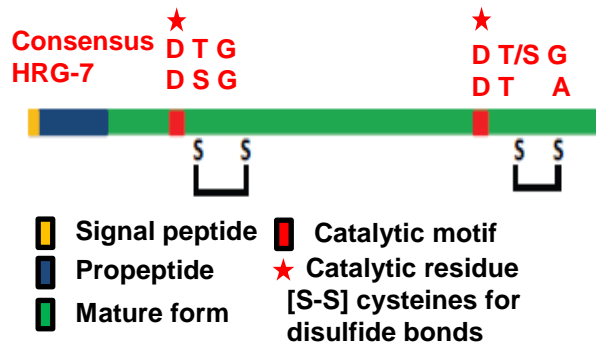 Consensus D T G D T/S G
HRG-7 D S G D T A
S S S S
Signal peptide Catalytic motif
Propeptide Catalytic residue
Mature form [S-S] cysteines for
disulfide bonds